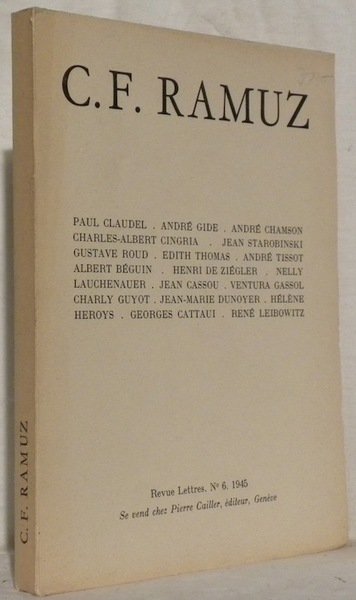 C.F. RAMUZ
PAUL CLAUDEL . ANDRÉ GIDE . ANDRÉ CHAMSON
CHARLES-ALBERT CINGRIA . JEAN STAROBINSKI
GUSTAVE ROUD . EDITH THOMAS . ANDRÉ TISSOT
ALBERT BÉGUIN . HENRI DE ZIÉGLER . NELLY
LAUCHENAUER . JEAN CASSOU . VENTURA GASSOL
CHARLY GUYOT . JEAN-MARIE DUNOYER . HÉLÈNE
HEROYS . GEORGES CATTAUI . RENÉ LEIBOWITZ
Revue Lettres. Nº 6. 1945
Se vend chez Pierre Cailler, éditeur, Genève
C. F. RAMUZ